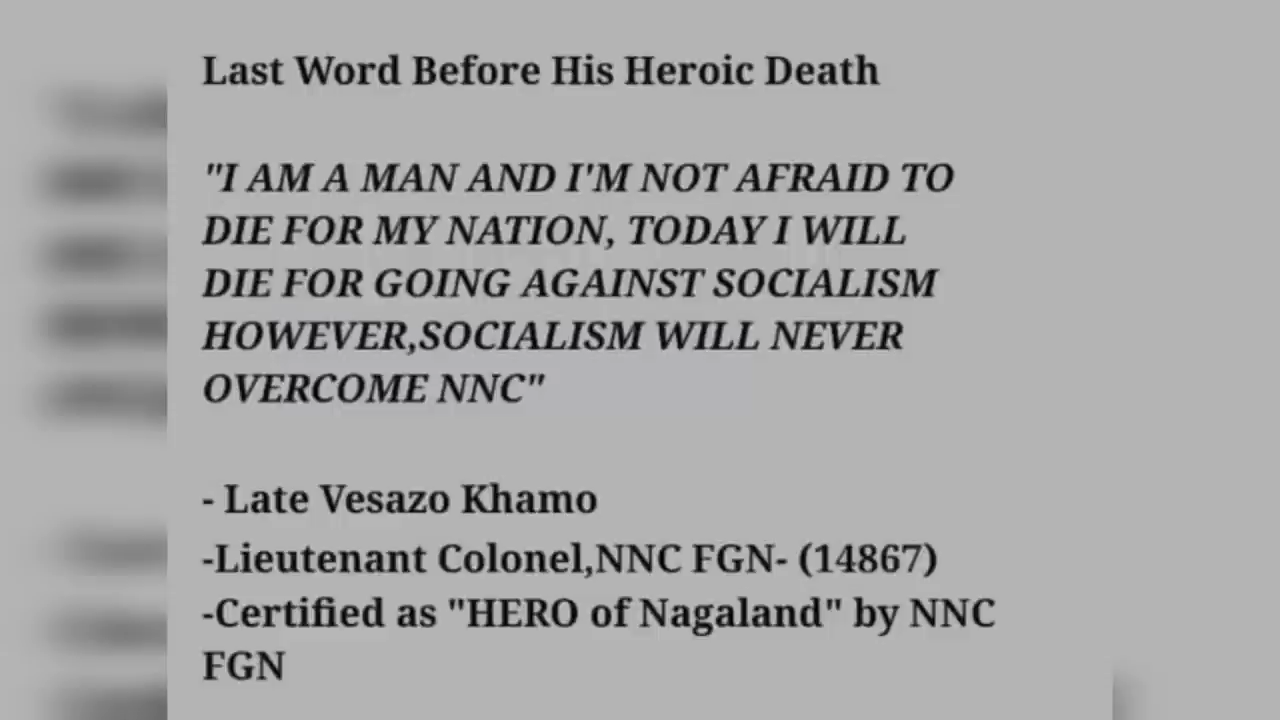 Last Word Before His Heroic Death
"I AM A MAN AND I'M NOT AFRAID TO
DIE FOR MY NATION, TODAY I WILL
DIE FOR GOING AGAINST SOCIALISM
HOWEVER,SOCIALISM WILL NEVER
OVERCOME NNC"
- Late Vesazo Khamo
-Lieutenant Colonel,NNC FGN- (14867)
-Certified as "HERO of Nagaland" by NNC
FGN